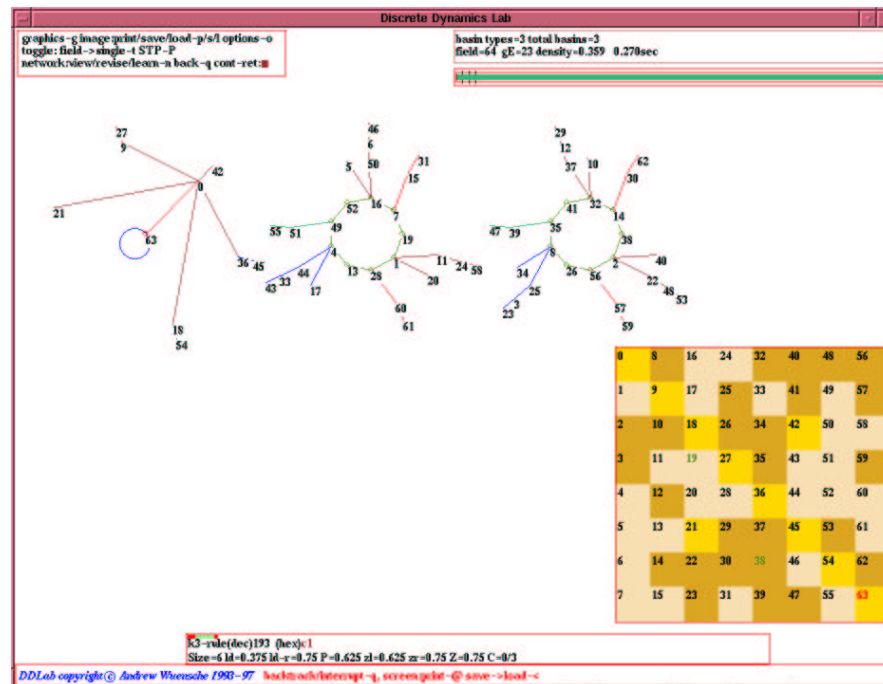 Discrete Dynamics Lab
graphics-g image:print/save/load-p/s/l options-o
toggle: field->single-t STP-P
network:view/revise/learn-n back-q cont-ret:
basin types=3 total basins=3
field=64 gE=23 density=0.359 0.270sec
27
9
42
0
21
63
36 45
18
54
46
6
5 50
31
15
52 16 7
55 51 49
19
4
1 11 24 58
43 33 44 13 28 20
17
60
61
29
12
37 10
62
30
41 32 14
47 39 35
38
8
2 40
34 26 56
25 22 48 53
23 3
57
59
0 8 16 24 32 40 48 56
1 9 17 25 33 41 49 57
2 10 18 26 34 42 50 58
3 11 19 27 35 43 51 59
4 12 20 28 36 44 52 60
5 13 21 29 37 45 53 61
6 14 22 30 38 46 54 62
7 15 23 31 39 47 55 63
k3-rule(dec)193 (hex)c1
Size=6 ld=0.375 ld-r=0.75 P=0.625 zl=0.625 zr=0.75 Z=0.75 C=0/3
DDLab copyright© Andrew Wuensche 1993-97 backtrack/interrupt-q, screen:print-@ save->load-<